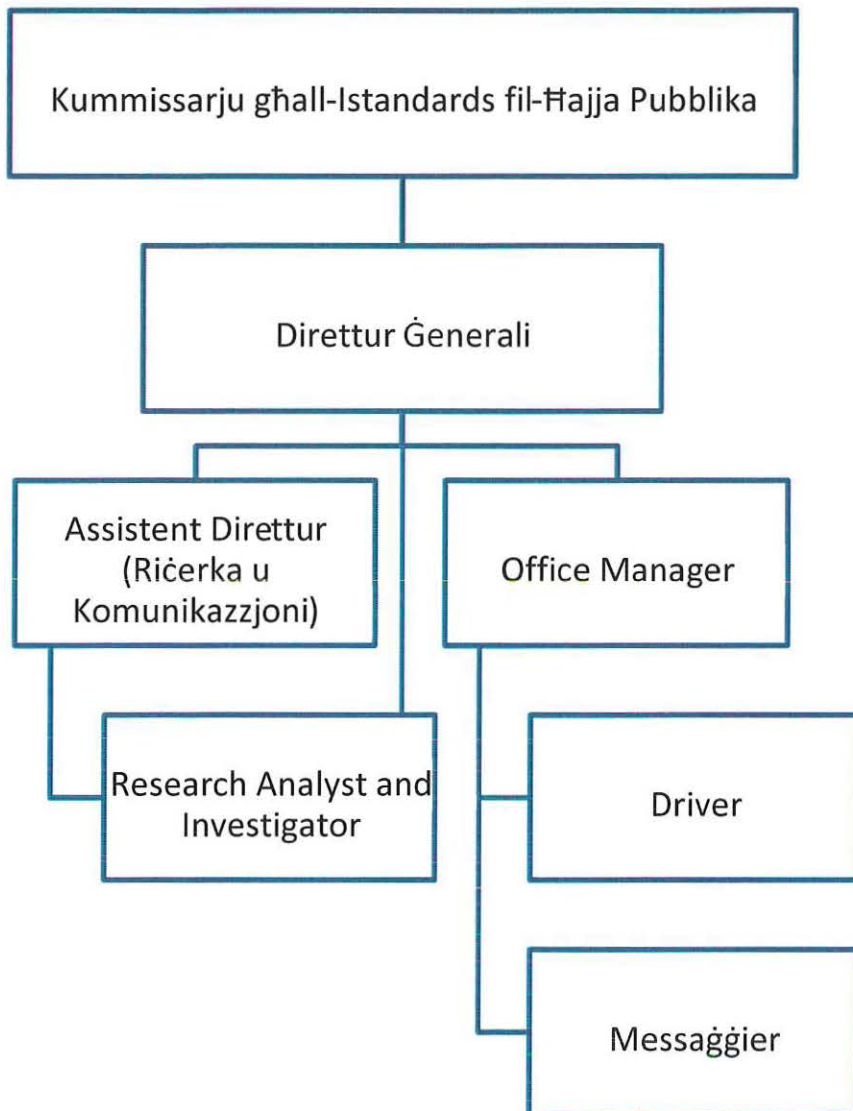 Kummissarju għall-Istandards fil-Ħajja Pubblika
Direttur Ġenerali
Assistent Direttur
(Riċerka u
Komunikazzjoni)
Office Manager
Research Analyst and
Investigator
Driver
Messaġġier